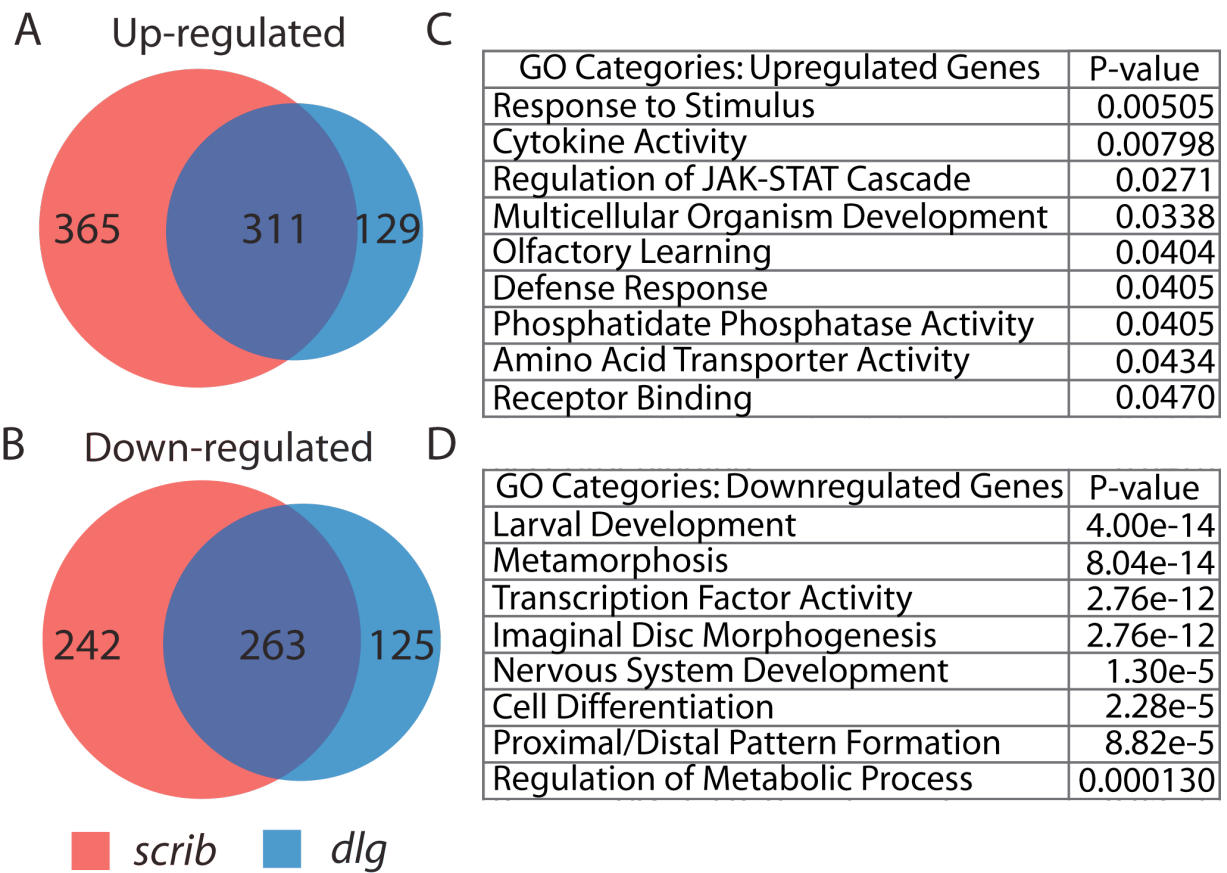 A Up-regulated
365 311 129
B Down-regulated
242 263 125
scrib dlg
C
GO Categories: Upregulated Genes P-value
Response to Stimulus 0.00505
Cytokine Activity 0.00798
Regulation of JAK-STAT Cascade 0.0271
Multicellular Organism Development 0.0338
Olfactory Learning 0.0404
Defense Response 0.0405
Phosphatidate Phosphatase Activity 0.0405
Amino Acid Transporter Activity 0.0434
Receptor Binding 0.0470
D
GO Categories: Downregulated Genes P-value
Larval Development 4.00e-14
Metamorphosis 8.04e-14
Transcription Factor Activity 2.76e-12
Imaginal Disc Morphogenesis 2.76e-12
Nervous System Development 1.30e-5
Cell Differentiation 2.28e-5
Proximal/Distal Pattern Formation 8.82e-5
Regulation of Metabolic Process 0.000130